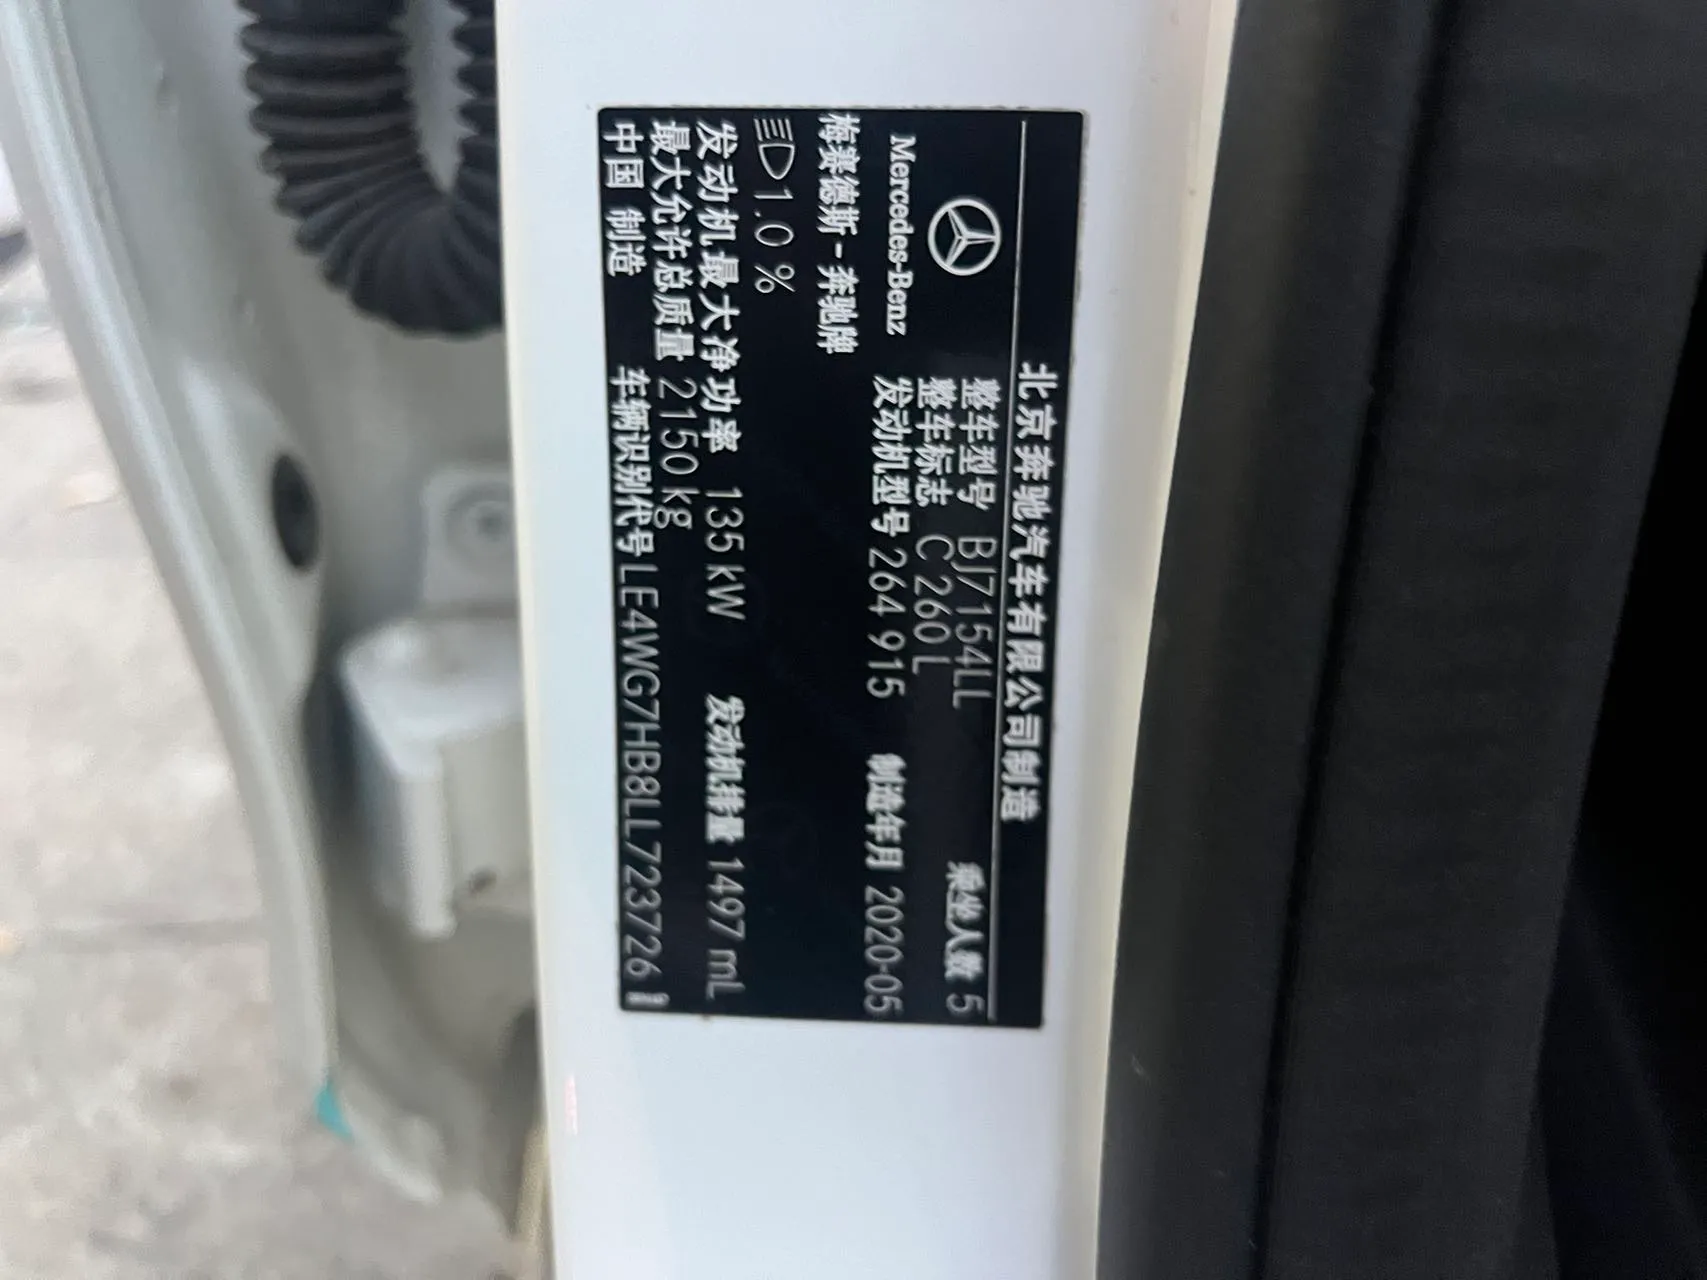 北京奔驰汽车有限公司制造
整车型号 BJ7154LL 乘坐人数 5
整车标志 C 260 L
Mercedes-Benz 发动机型号 264 915 制造年月 2020-05
梅赛德斯-奔驰牌
1.0 %
发动机最大净功率 135 kW 发动机排量 1497 mL
最大允许总质量 2150 kg
中国 制造 车辆识别代号 LE4WG7HB8LL723726